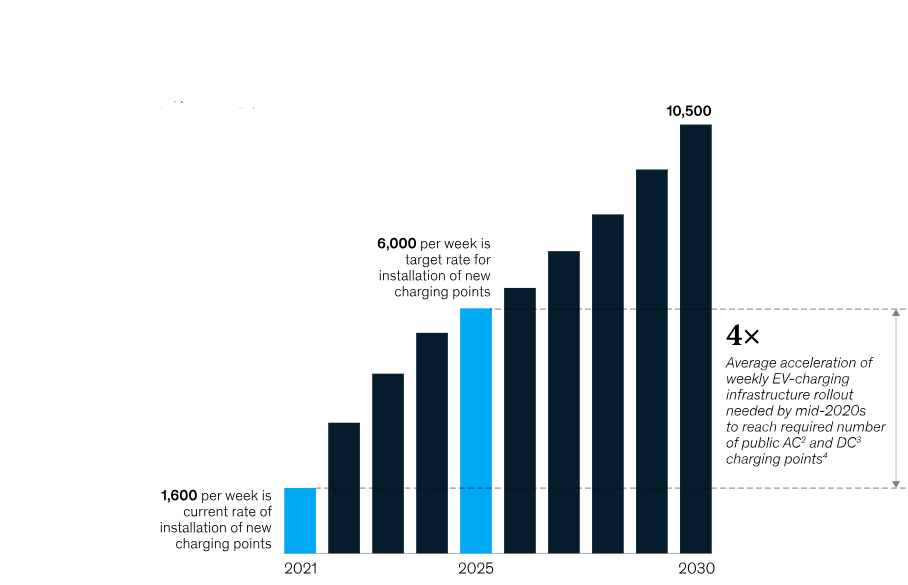 10,500
6,000 per week is
target rate for
installation of new
charging points
4×
Average acceleration of
weekly EV-charging
infrastructure rollout
needed by mid-2020s
to reach required number
of public AC² and DC³
charging points⁴
1,600 per week is
current rate of
installation of new
charging points
2021
2025
2030